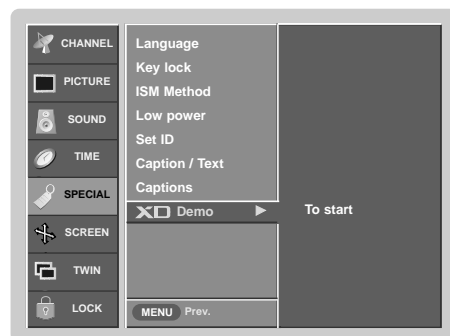 CHANNEL
PICTURE
SOUND
TIME
SPECIAL
SCREEN
TWIN
LOCK
Language
Key lock
ISM Method
Low power
Set ID
Caption / Text
Captions
XD Demo ►
To start
MENU Prev.